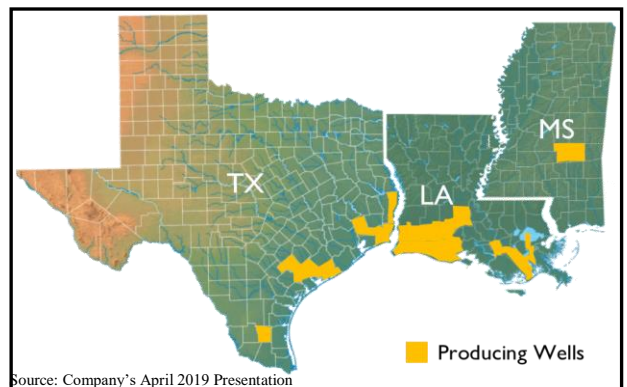 MS
TX
LA
Producing Wells
Source: Company's April 2019 Presentation